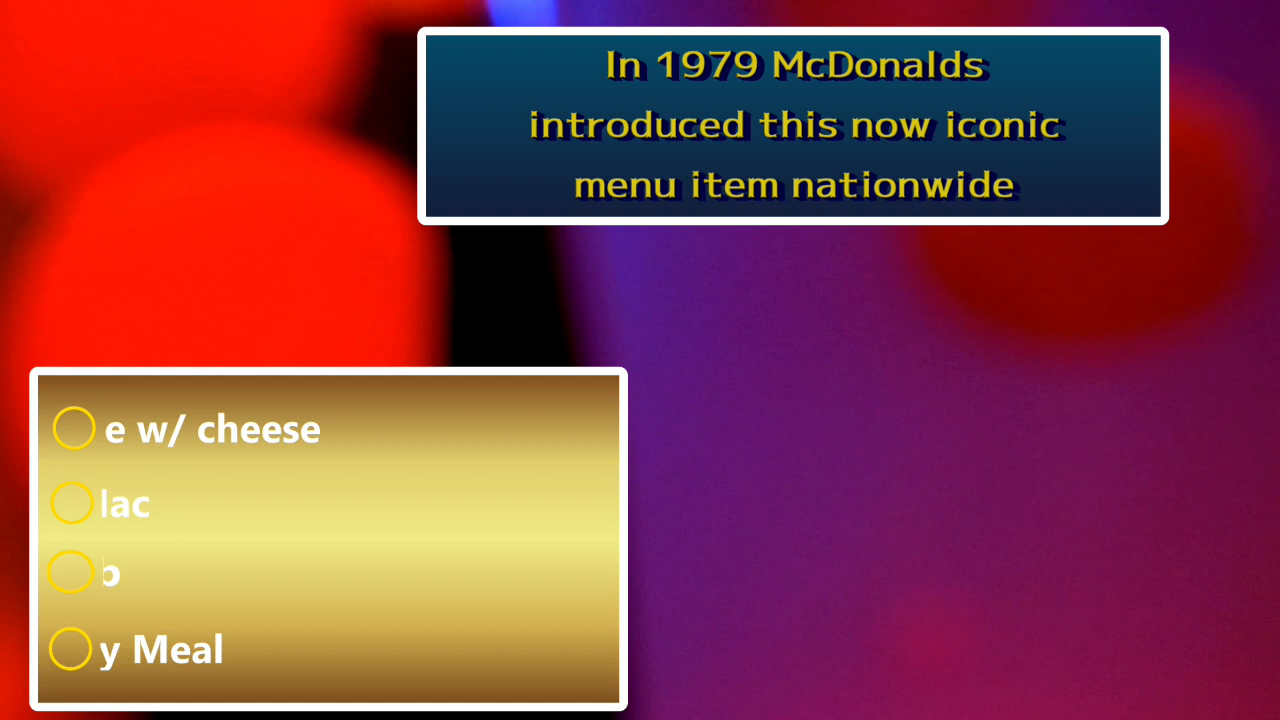 In 1979 McDonalds
introduced this now iconic
menu item nationwide
e w/ cheese
lac
b
y Meal